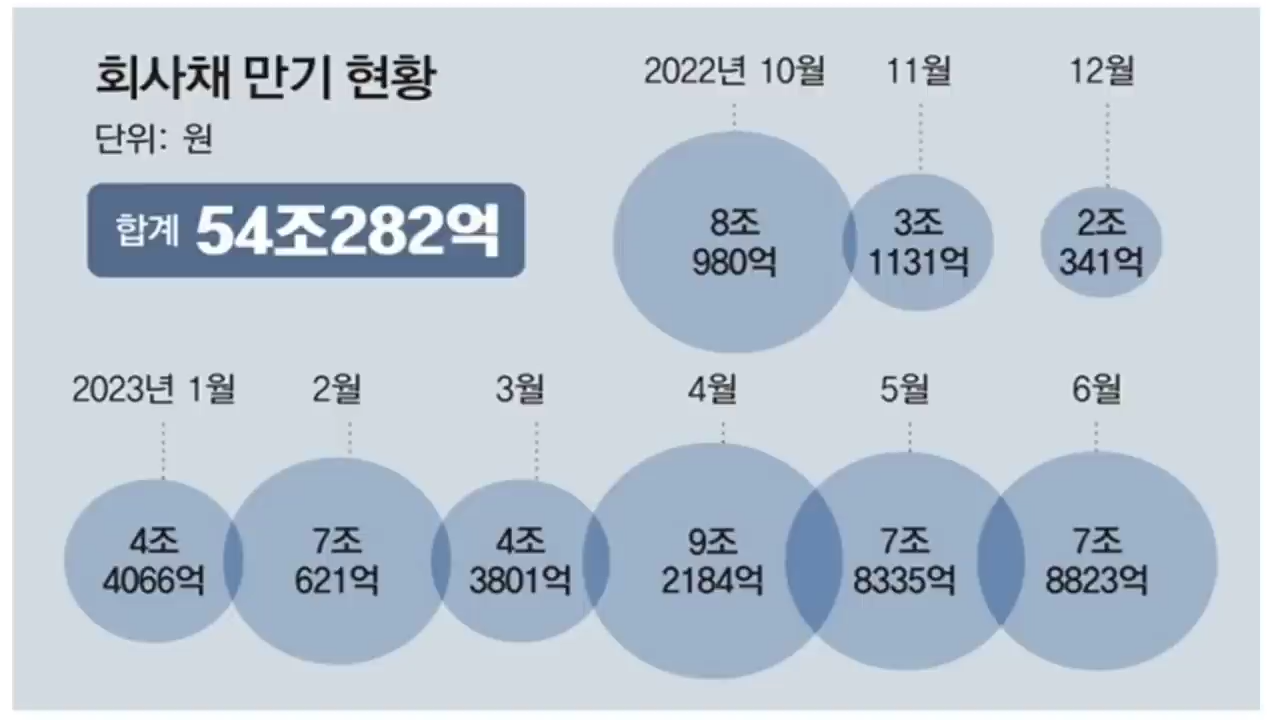 회사채 만기 현황
단위: 원
합계 54조282억
2022년 10월 11월 12월
8조 3조 2조
980억 1131억 341억
2023년 1월 2월 3월 4월 5월 6월
4조 7조 4조 9조 7조 7조
4066억 621억 3801억 2184억 8335억 8823억